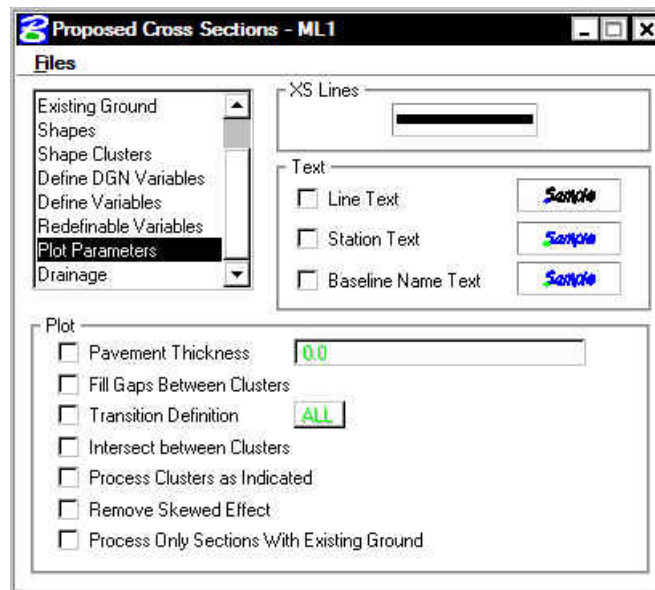 Proposed Cross Sections - ML1
Files
Existing Ground
Shapes
Shape Clusters
Define DGN Variables
Define Variables
Redefinable Variables
Plot Parameters
Drainage
XS Lines
Text
Line Text Sample
Station Text Sample
Baseline Name Text Sample
Plot
Pavement Thickness 0.0
Fill Gaps Between Clusters
Transition Definition ALL
Intersect between Clusters
Process Clusters as Indicated
Remove Skewed Effect
Process Only Sections With Existing Ground